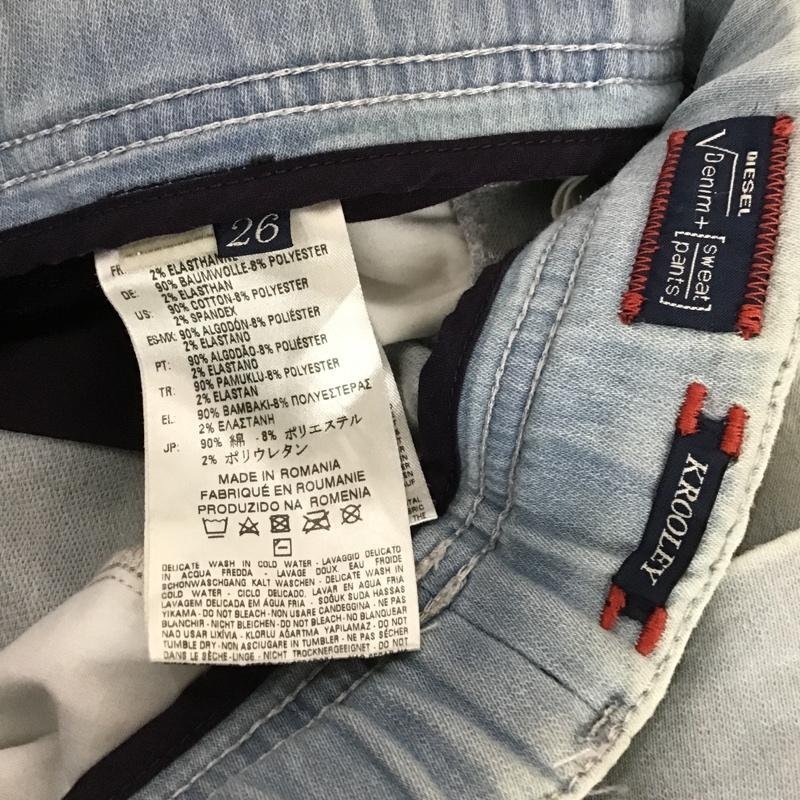 26
FR:
2% ELASTHANNE
DE: 90% BAUMWOLLE-8% POLYESTER
2% ELASTHAN
US: 90% COTTON-8% POLYESTER
2% SPANDEX
ES-MX: 90% ALGODÓN-8% POLIÉSTER
2% ELASTANO
PT: 90% ALGODÃO-8% POLIÉSTER
2% ELASTANO
TR: 90% PAMUKLU-8% POLYESTER
2% ELASTAN
EL: 90% ΒΑΜΒΑΚΙ-8% ΠΟΛΥΕΣΤΕΡΑΣ
2% ΕΛΑΣΤΑΝΗ
JP: 90% 綿 -8% ポリエステル
2% ポリウレタン
MADE IN ROMANIA
FABRIQUÉ EN ROUMANIE
PRODUZIDO NA ROMENIA
DELICATE WASH IN COLD WATER - LAVAGGIO DELICATO
IN ACQUA FREDDA - LAVAGE DOUX. EAU FROIDE
SCHONWASCHGANG KALT WASCHEN - DELICATE WASH
COLD WATER - CICLO DELICADO, LAVAR EN AGUA FRIA
LAVAGEM DELICADA EM ÁGUA FRIA - SOĞUK SUDA HASSAS
YIKAMA - DO NOT BLEACH - NON USARE CANDEGGINA - NE PAS
BLANCHIR - NICHT BLEICHEN - DO NOT BLEACH - NO BLANQUEAR
NÃO USAR LIXÍVIA - KLORLU AĞARTMA YAPILAMAZ - DO NOT
TUMBLE DRY - NON ASCIUGARE IN TUMBLER - NE PAS SÉCHER
DANS LE SÈCHE-LINGE - NICHT TROCKNERGEEIGNET - DO NOT
DIESEL
Denim+
[sweat
pants]
KROOLEY